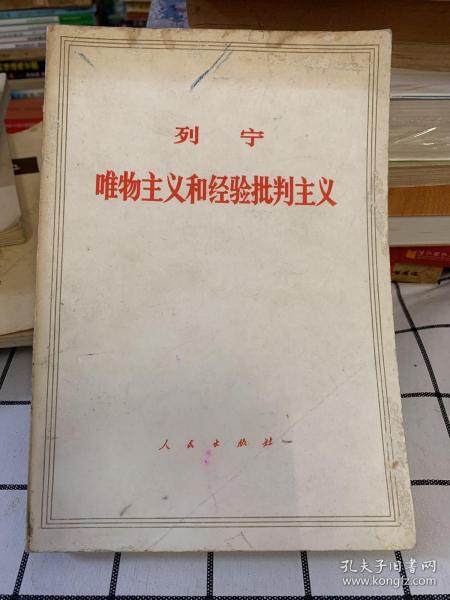 列 宁
唯物主义和经验批判主义
人民出版社
孔夫子旧书网
www.kongfz.com